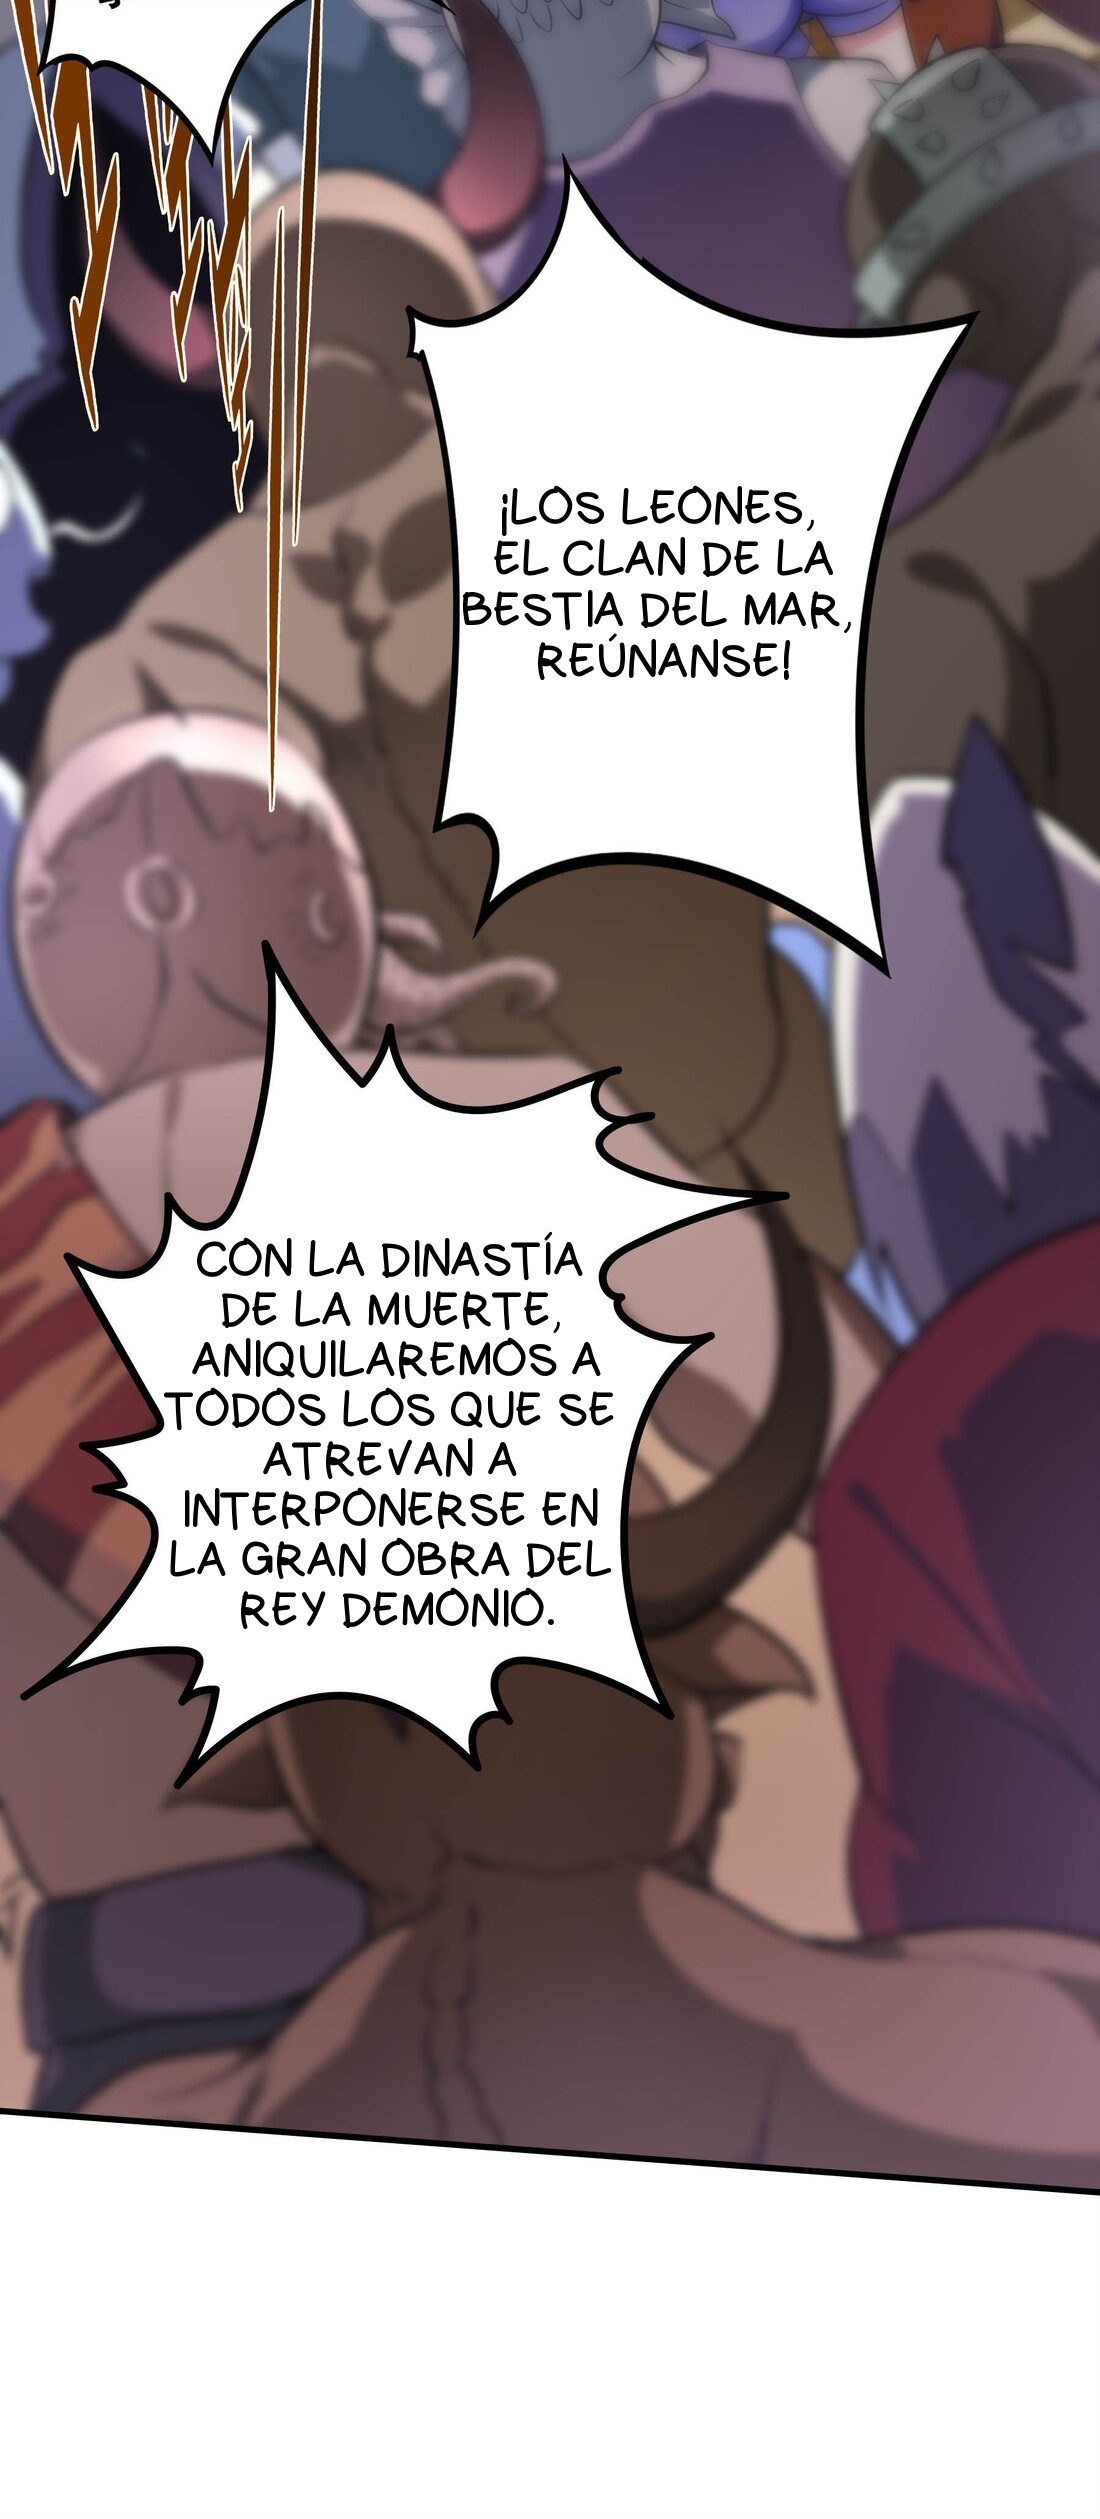 ¡LOS LEONES,
EL CLAN DE LA
BESTIA DEL MAR,
REÚNANSE!
CON LA DINASTÍA
DE LA MUERTE,
ANIQUILAREMOS A
TODOS LOS QUE SE
ATREVAN A
INTERPONERSE EN
LA GRAN OBRA DEL
REY DEMONIO.